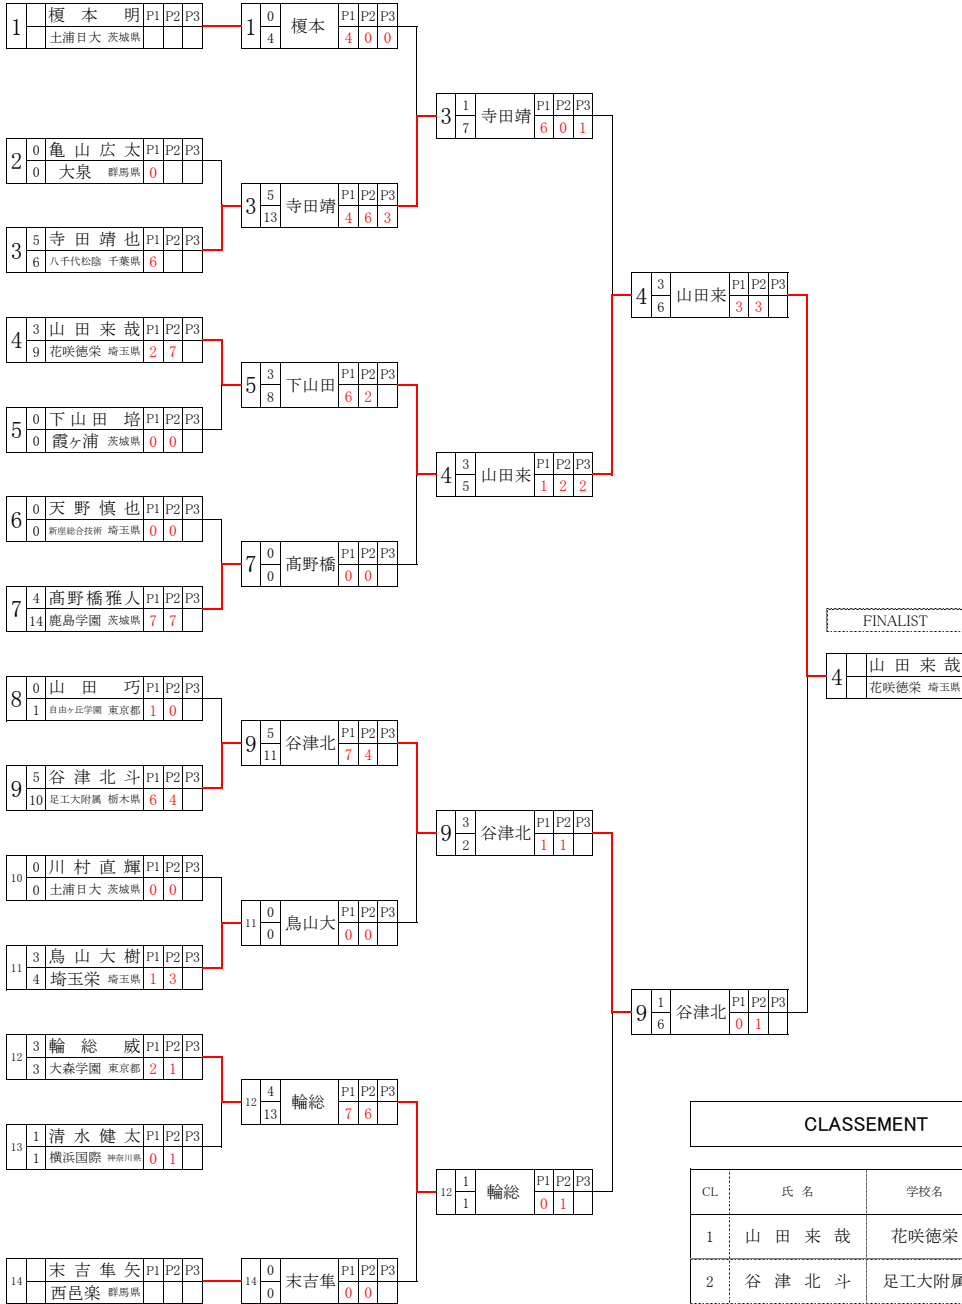 1 榎本 明 P1 P2 P3
土浦日大 茨城県
2 0 亀山広太 P1 P2 P3
0 大泉 群馬県 0
3 5 寺田靖也 P1 P2 P3
6 八千代松陰 千葉県 6
4 3 山田来哉 P1 P2 P3
9 花咲徳栄 埼玉県 2 7
5 0 下山田 培 P1 P2 P3
0 霞ヶ浦 茨城県 0 0
6 0 天野慎也 P1 P2 P3
0 新座総合技術 埼玉県 0 0
7 4 髙野橋雅人 P1 P2 P3
14 鹿島学園 茨城県 7 7
8 0 山田 巧 P1 P2 P3
1 自由ヶ丘学園 東京都 1 0
9 5 谷津北斗 P1 P2 P3
10 足工大附属 栃木県 6 4
10 0 川村直輝 P1 P2 P3
0 土浦日大 茨城県 0 0
11 3 鳥山大樹 P1 P2 P3
4 埼玉栄 埼玉県 1 3
12 3 輪総 威 P1 P2 P3
3 大森学園 東京都 2 1
13 1 清水健太 P1 P2 P3
1 横浜国際 神奈川県 0 1
14 末吉隼矢 P1 P2 P3
西邑楽 群馬県
1 0 榎本 P1 P2 P3
4 4 0 0
3 5 寺田靖 P1 P2 P3
13 4 6 3
5 3 下山田 P1 P2 P3
8 6 2
7 0 髙野橋 P1 P2 P3
0 0 0
9 5 谷津北 P1 P2 P3
11 7 4
11 0 鳥山大 P1 P2 P3
0 0 0
12 4 輪総 P1 P2 P3
13 7 6
14 0 末吉隼 P1 P2 P3
0 0 0
3 1 寺田靖 P1 P2 P3
7 6 0 1
4 3 山田来 P1 P2 P3
5 1 2 2
9 3 谷津北 P1 P2 P3
2 1 1
12 1 輪総 P1 P2 P3
1 0 1
4 3 山田来 P1 P2 P3
6 3 3
9 1 谷津北 P1 P2 P3
6 0 1
FINALIST
4 山田来哉
花咲徳栄 埼玉県
CLASSEMENT
CL 氏名 学校名
1 山田来哉 花咲徳栄
2 谷津北斗 足工大附属